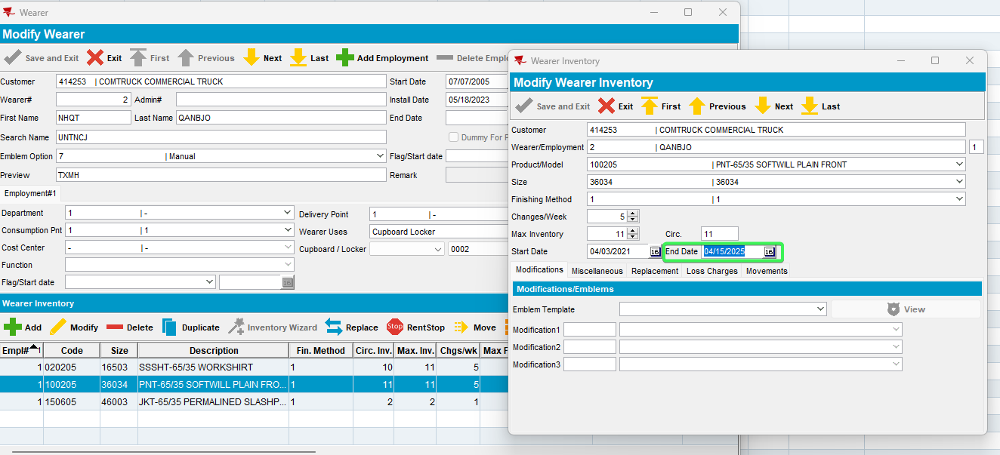 Wearer
Modify Wearer
Save and Exit Exit First Previous Next Last Add Employment Delete Emplo
Customer 414253 | COMTRUCK COMMERCIAL TRUCK Start Date 07/07/2005
Wearer# 2 Admin# Install Date 05/18/2023
First Name NHQT Last Name QANBJO End Date
Search Name UNTNCJ Dummy For P
Emblem Option 7 | Manual Flag/Start date
Preview TXMH Remark
Employment#1
Department 1 | - Delivery Point 1 | -
Consumption Pnt 1 | 1 Wearer Uses Cupboard Locker
Cost Center - | - Cupboard / Locker 0002
Function
Flag/Start date 16
Wearer Inventory
Add Modify Delete Duplicate Inventory Wizard Replace Stop RentStop Move
Empl# 1 Code Size Description Fin. Method Circ. Inv. Max. Inv. Chgs/wk Max F
1 020205 16503 SSSHT-65/35 WORKSHIRT 1 10 11 5
1 100205 36034 PNT-65/35 SOFTWILL PLAIN FRO... 1 11 11 5
1 150605 46003 JKT-65/35 PERMALINED SLASHP... 1 2 2 1
Wearer Inventory
Modify Wearer Inventory
Save and Exit Exit First Previous Next Last
Customer 414253 | COMTRUCK COMMERCIAL TRUCK
Wearer/Employment 2 | QANBJO 1
Product/Model 100205 | PNT-65/35 SOFTWILL PLAIN FRONT
Size 36034 | 36034
Finishing Method 1 | 1
Changes/Week 5
Max Inventory 11 Circ. 11
Start Date 04/03/2021 16 End Date 04/15/2025 16
Modifications Miscellaneous Replacement Loss Charges Movements
Modifications/Emblems
Emblem Template View
Modification1
Modification2
Modification3